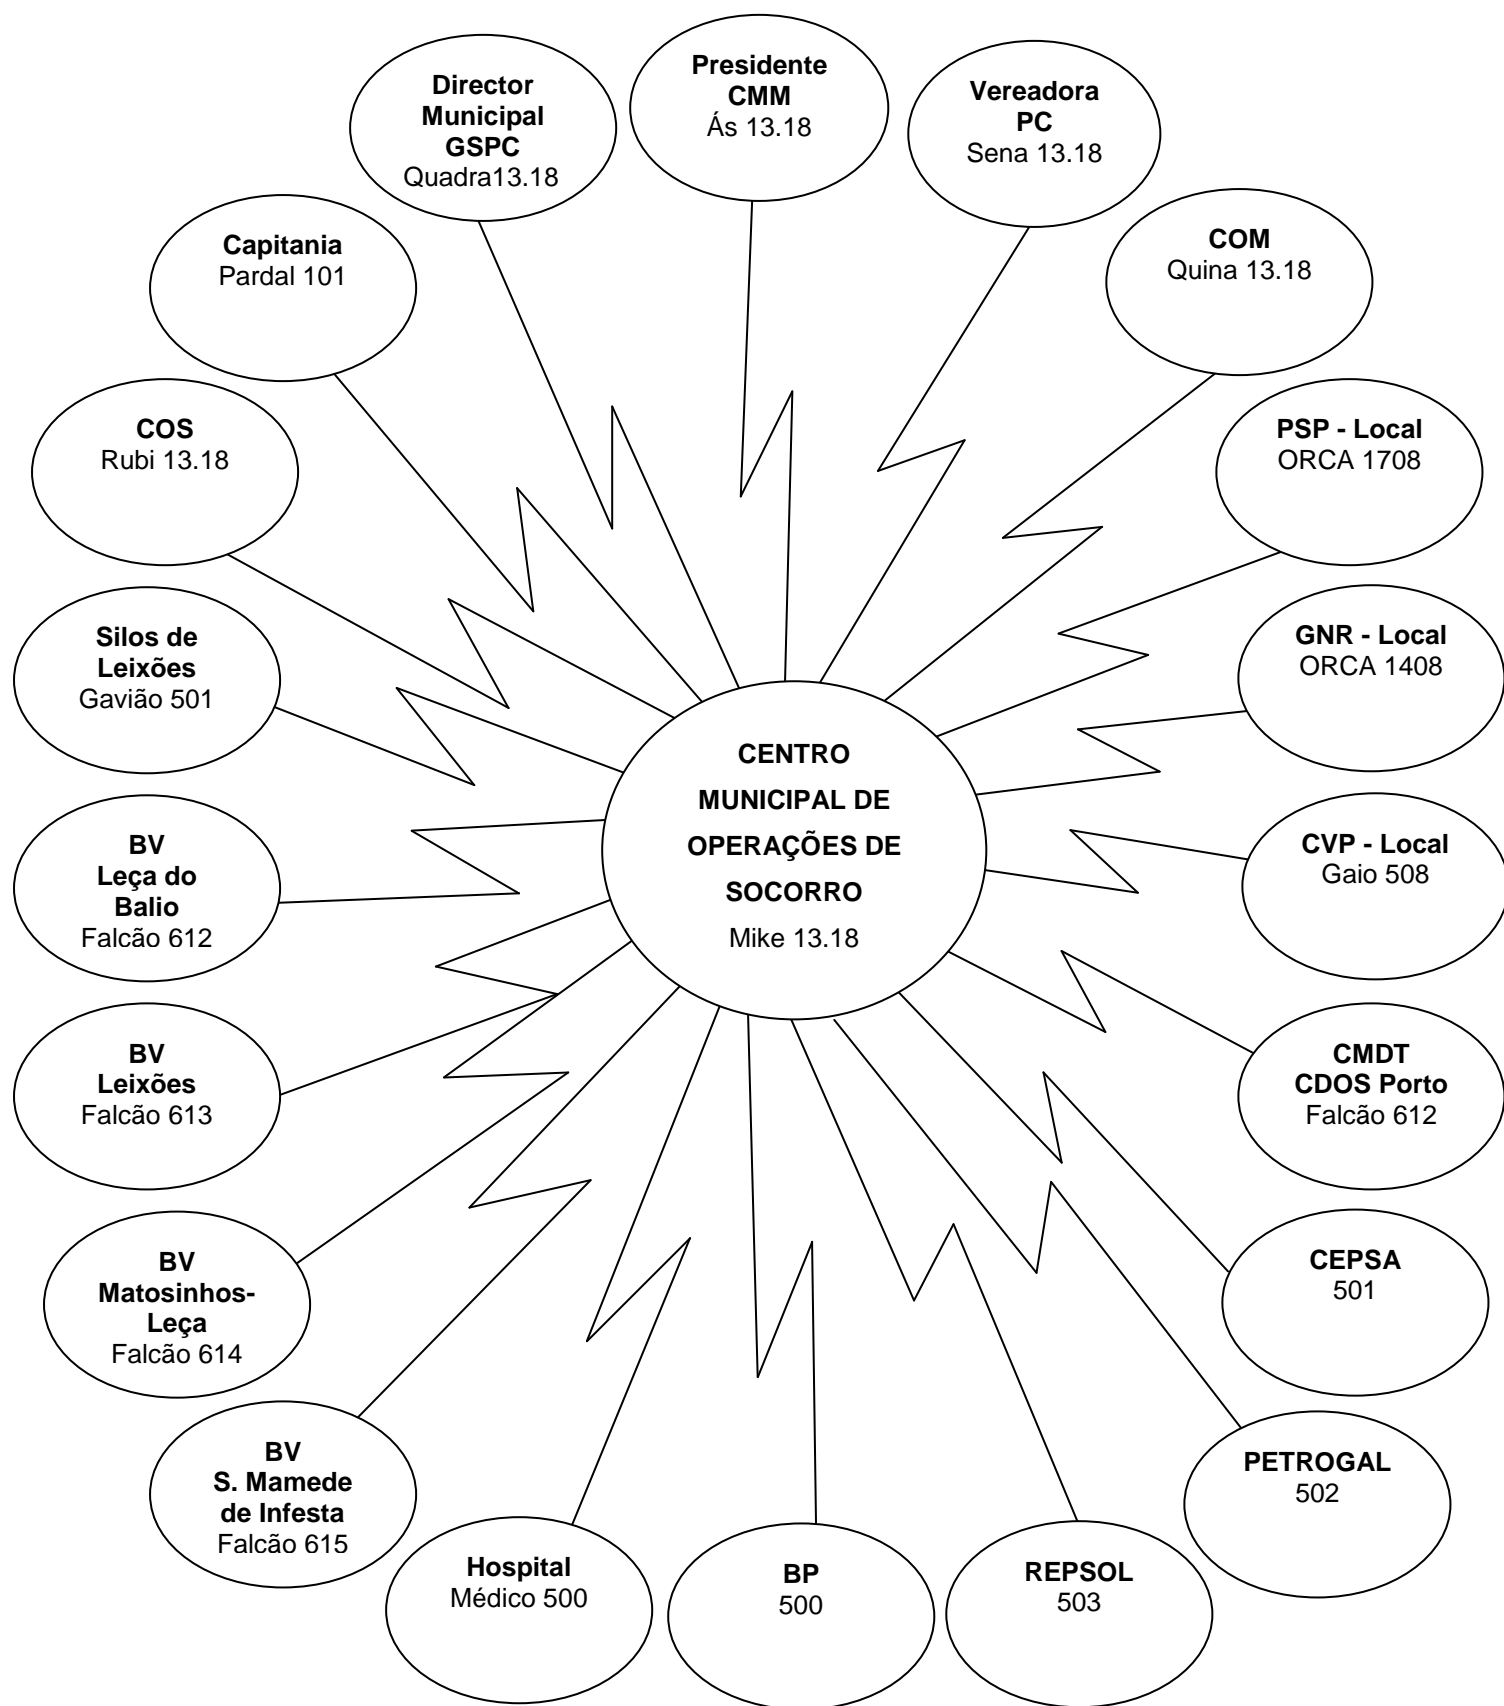 Presidente
CMM
Ás 13.18
Vereadora
PC
Sena 13.18
COM
Quina 13.18
PSP - Local
ORCA 1708
GNR - Local
ORCA 1408
CVP - Local
Gaio 508
CMDT
CDOS Porto
Falcão 612
CEPSA
501
PETROGAL
502
REPSOL
503
BP
500
Hospital
Médico 500
BV
S. Mamede
de Infesta
Falcão 615
BV
Matosinhos-
Leça
Falcão 614
BV
Leixões
Falcão 613
BV
Leça do
Balio
Falcão 612
Silos de
Leixões
Gavião 501
COS
Rubi 13.18
Capitania
Pardal 101
Director
Municipal
GSPC
Quadra13.18
CENTRO
MUNICIPAL DE
OPERAÇÕES DE
SOCORRO
Mike 13.18